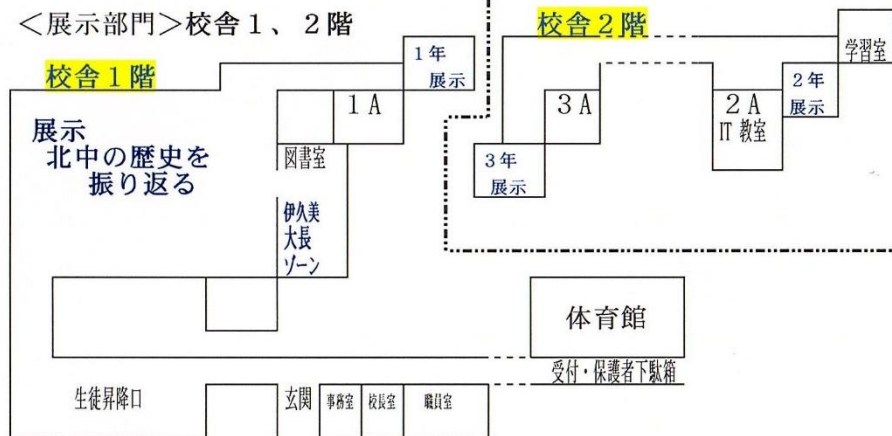 ＜展示部門＞校舎１、２階
校舎１階
展示
北中の歴史を
振り返る
１年
展示
１Ａ
図書室
伊久美
大長
ゾーン
校舎２階
学習室
３Ａ
２Ａ
IT 教室
２年
展示
３年
展示
体育館
受付・保護者下駄箱
生徒昇降口
玄関
事務室
校長室
職員室